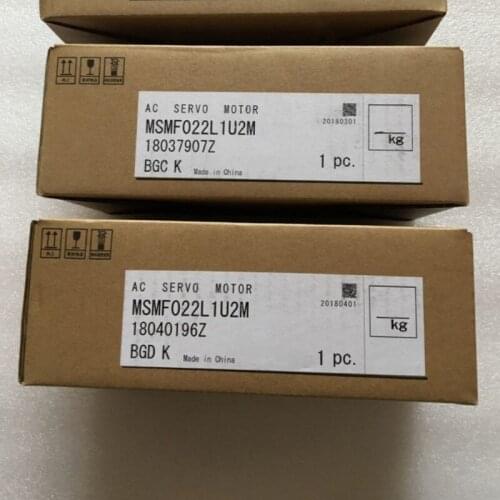 AC SERVO MOTOR
MSMF022L1U2M
18037907Z
BGC K Made in China
20180301
1 pc.
kg
AC SERVO MOTOR
MSMF022L1U2M
18040196Z
BGD K Made in China
20180401
1 pc.
kg